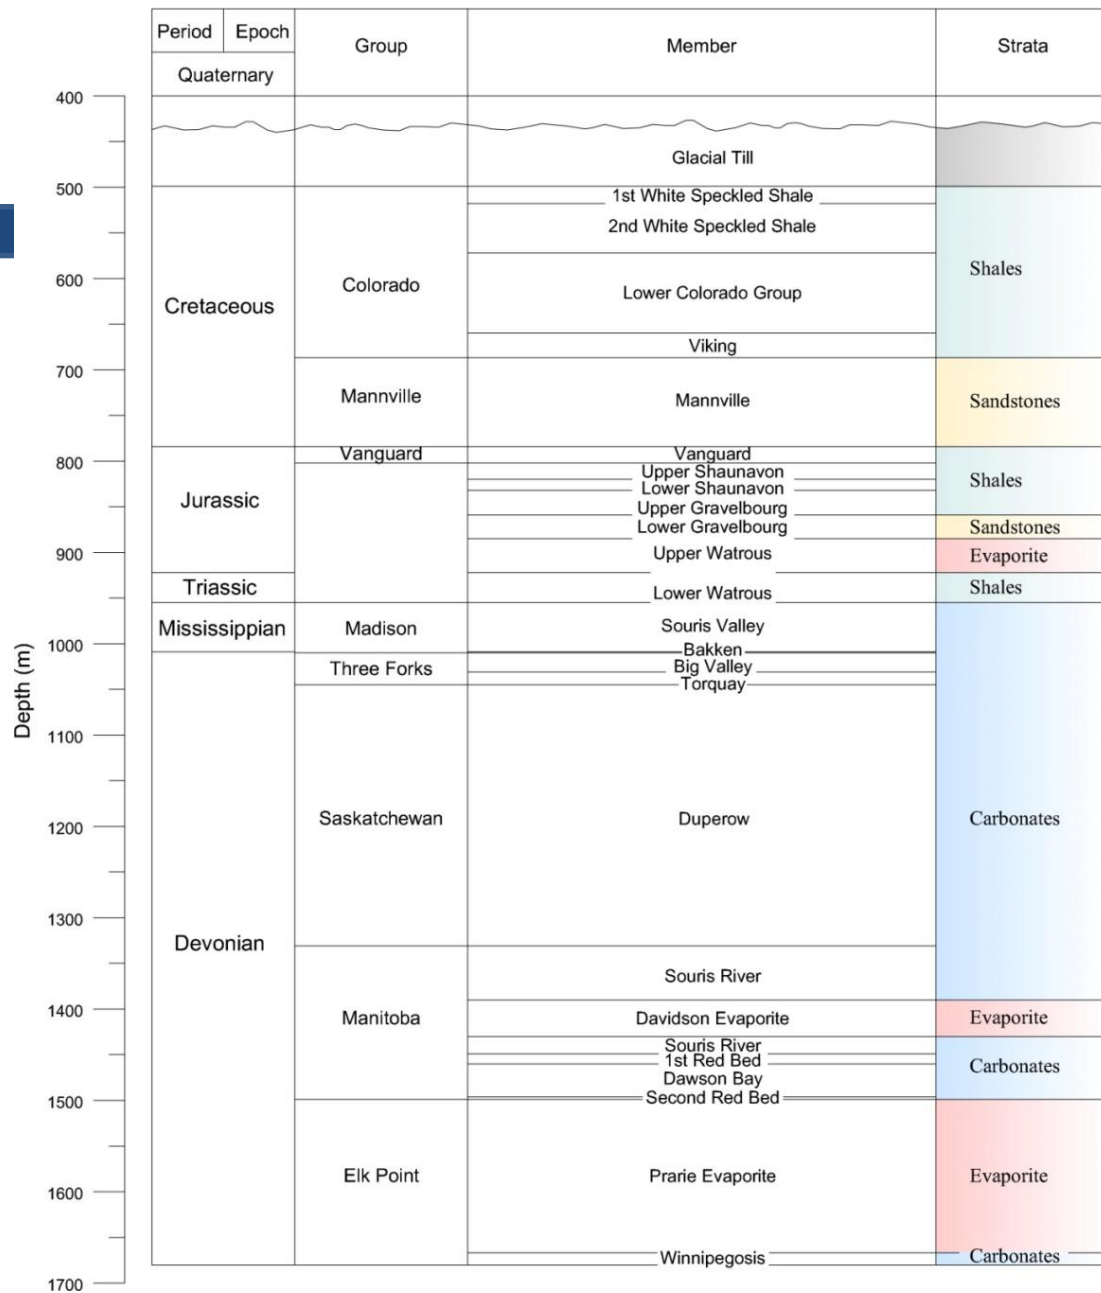 Period Epoch Group Member Strata
Quaternary
400
Glacial Till
500
1st White Speckled Shale
2nd White Speckled Shale
Shales
600 Colorado Lower Colorado Group
Cretaceous
Viking
700
Mannville Mannville Sandstones
800 Vanguard Vanguard
Upper Shaunavon
Shales
Lower Shaunavon
Jurassic
Upper Gravelbourg
Lower Gravelbourg Sandstones
900 Upper Watrous Evaporite
Triassic Lower Watrous Shales
Mississippian Madison Souris Valley
1000 Bakken
Three Forks Big Valley
Torquay
Depth (m)
1100
1200 Saskatchewan Duperow Carbonates
1300
Devonian
Souris River
1400
Manitoba Davidson Evaporite Evaporite
Souris River
1st Red Bed Carbonates
Dawson Bay
1500 Second Red Bed
Elk Point Prarie Evaporite Evaporite
1600
Winnipegosis Carbonates
1700